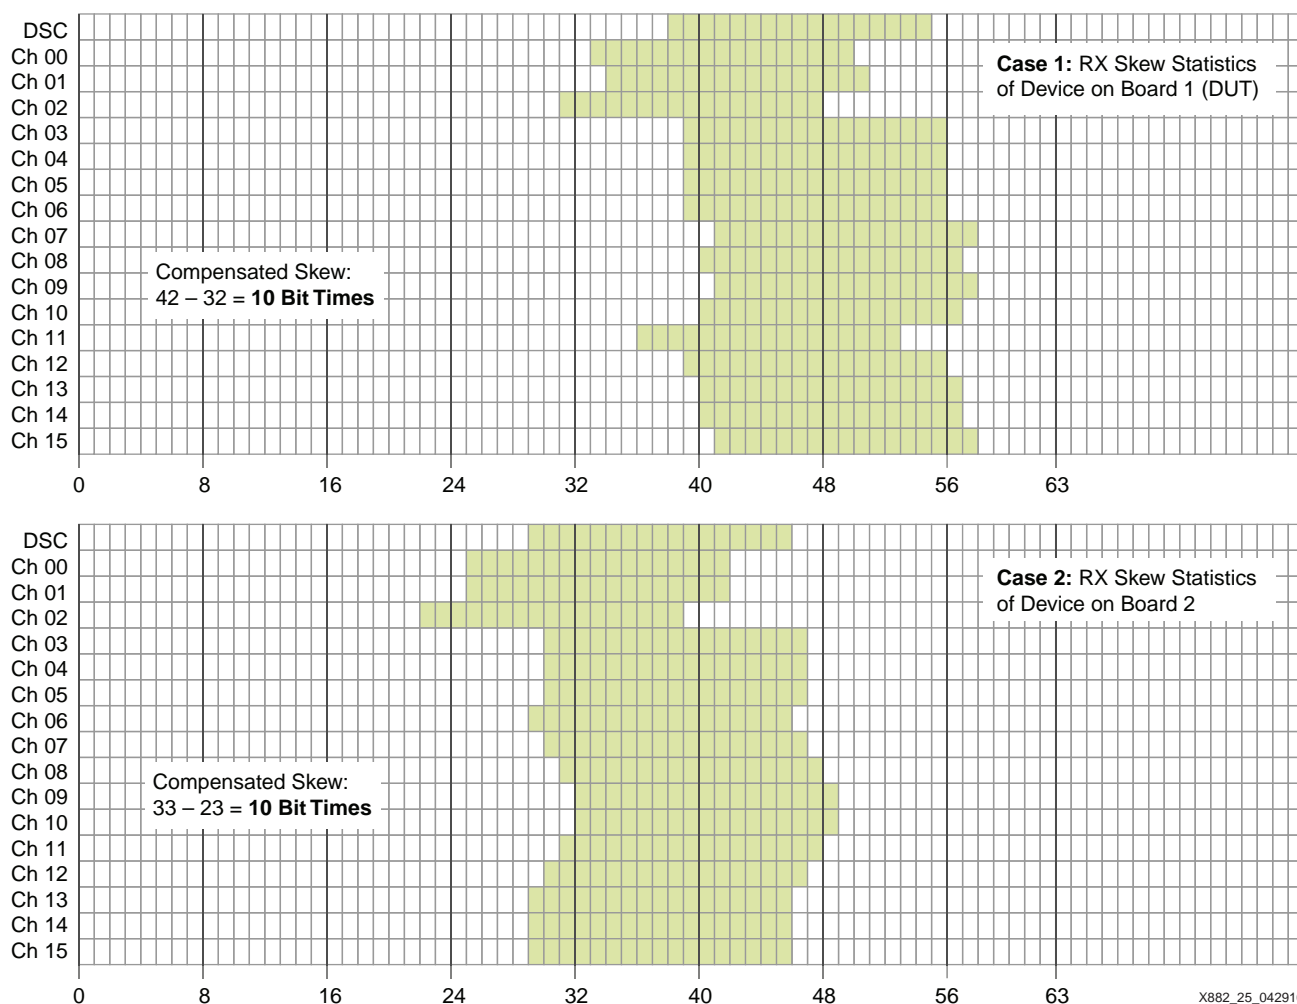 DSC
Ch 00
Ch 01
Ch 02
Ch 03
Ch 04
Ch 05
Ch 06
Ch 07
Ch 08
Ch 09
Ch 10
Ch 11
Ch 12
Ch 13
Ch 14
Ch 15
Case 1: RX Skew Statistics
of Device on Board 1 (DUT)
Compensated Skew:
42 – 32 = 10 Bit Times
0 8 16 24 32 40 48 56 63
DSC
Ch 00
Ch 01
Ch 02
Ch 03
Ch 04
Ch 05
Ch 06
Ch 07
Ch 08
Ch 09
Ch 10
Ch 11
Ch 12
Ch 13
Ch 14
Ch 15
Case 2: RX Skew Statistics
of Device on Board 2
Compensated Skew:
33 – 23 = 10 Bit Times
0 8 16 24 32 40 48 56 63
X882_25_04291